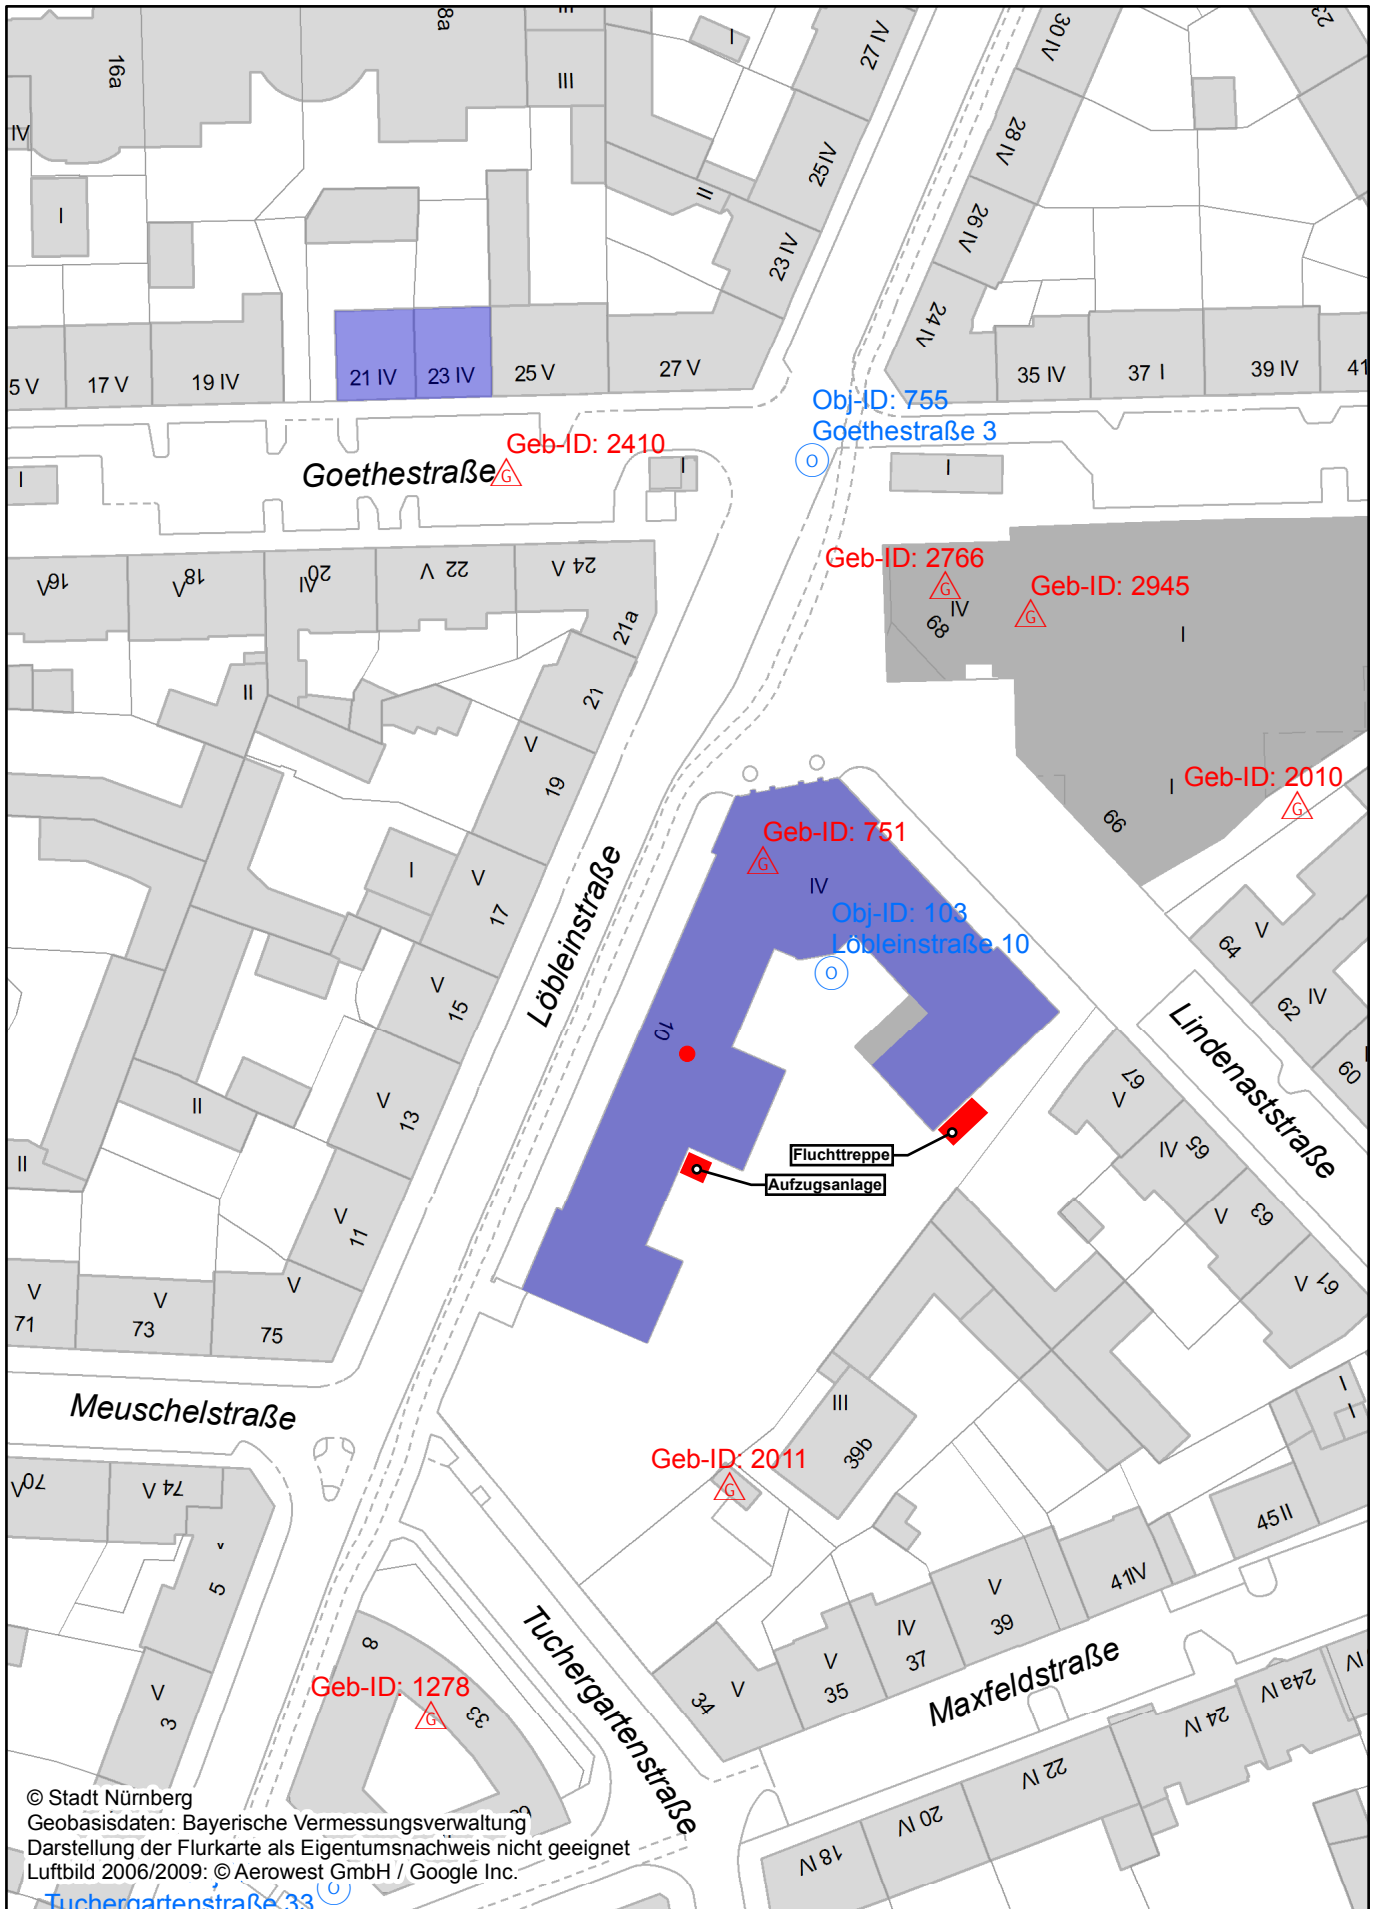 16a
8a
III
III
I
27 IV
30 IV
23
IV
I
II
25 IV
28 IV
26 IV
23 IV
24 IV
5 V
17 V
19 IV
21 IV
23 IV
25 V
27 V
35 IV
37 I
39 IV
41
Obj-ID: 755
Goethestraße 3
O
Geb-ID: 2410
G
Goethestraße
I
I
I
Geb-ID: 2766
G
Geb-ID: 2945
G
IV
89
I
16 V
18 V
20 IV
22 V
24 V
21a
II
21
V
19
Geb-ID: 2010
G
I
99
Geb-ID: 751
G
IV
Obj-ID: 103
Löbleinstraße 10
O
Löbleinstraße
I
V
17
V
15
10
64
V
62
IV
60
I
Lindenaststraße
II
V
13
67
V
65
IV
II
Fluchttreppe
Aufzugsanlage
V
11
63
V
61
V
V
71
V
73
V
75
Meuschelstraße
III
39b
I
I
Geb-ID: 2011
G
70
V
74
V
v
5
45 II
41 IV
V
39
IV
37
V
35
V
34
Tuchergartenstraße
Maxfeldstraße
8
Geb-ID: 1278
G
33
V
3
24a IV
24 IV
IV
22 IV
20 IV
18 IV
© Stadt Nürnberg
Geobasisdaten: Bayerische Vermessungsverwaltung
Darstellung der Flurkarte als Eigentumsnachweis nicht geeignet
Luftbild 2006/2009: © Aerowest GmbH / Google Inc.
Tuchergartenstraße 33
O